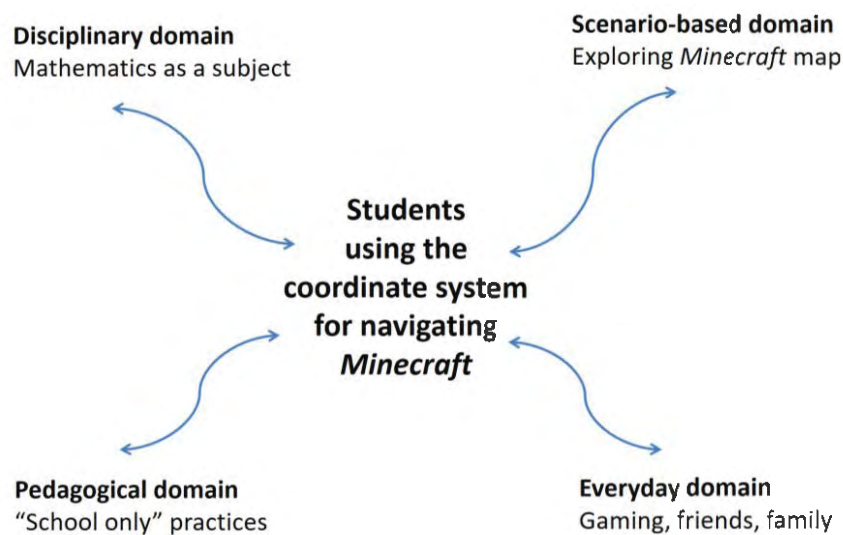 Disciplinary domain
Mathematics as a subject
Scenario-based domain
Exploring Minecraft map
Students
using the
coordinate system
for navigating
Minecraft
Pedagogical domain
“School only” practices
Everyday domain
Gaming, friends, family